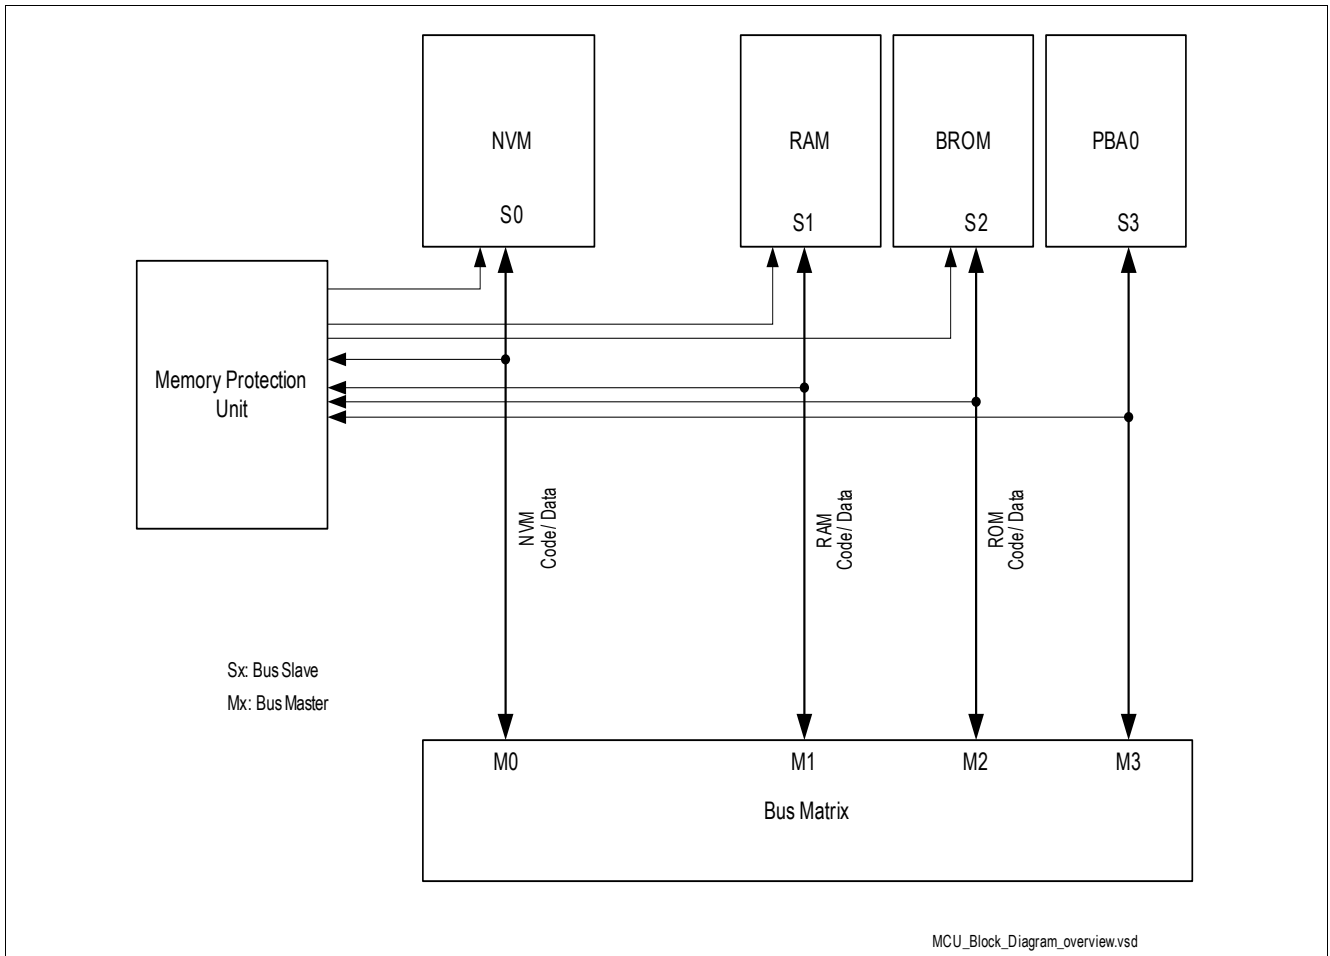 NVM
RAM
BROM
PBA0
S0
S1
S2
S3
Memory Protection
Unit
NVM
Code/ Data
RAM
Code/ Data
ROM
Code/ Data
Sx: Bus Slave
Mx: Bus Master
M0
M1
M2
M3
Bus Matrix
MCU_Block_Diagram_overview.vsd